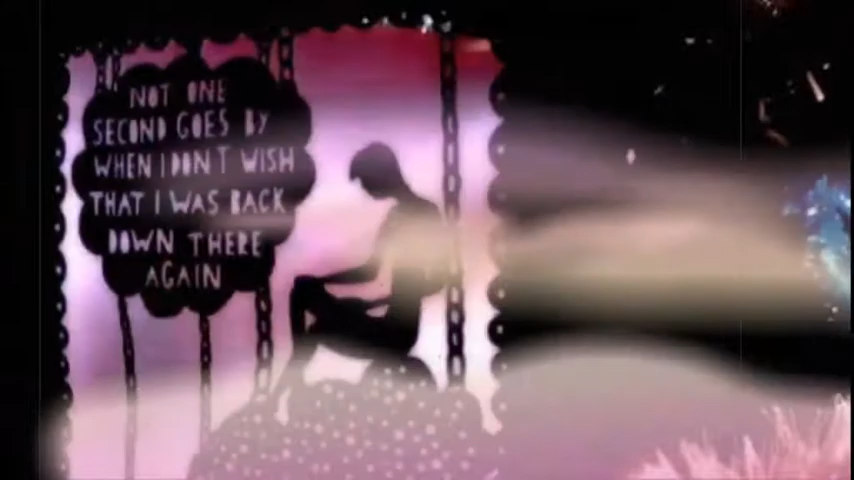 NOT ONE
SECOND GOES BY
WHEN I DON'T WISH
THAT I WAS BACK
DOWN THERE
AGAIN